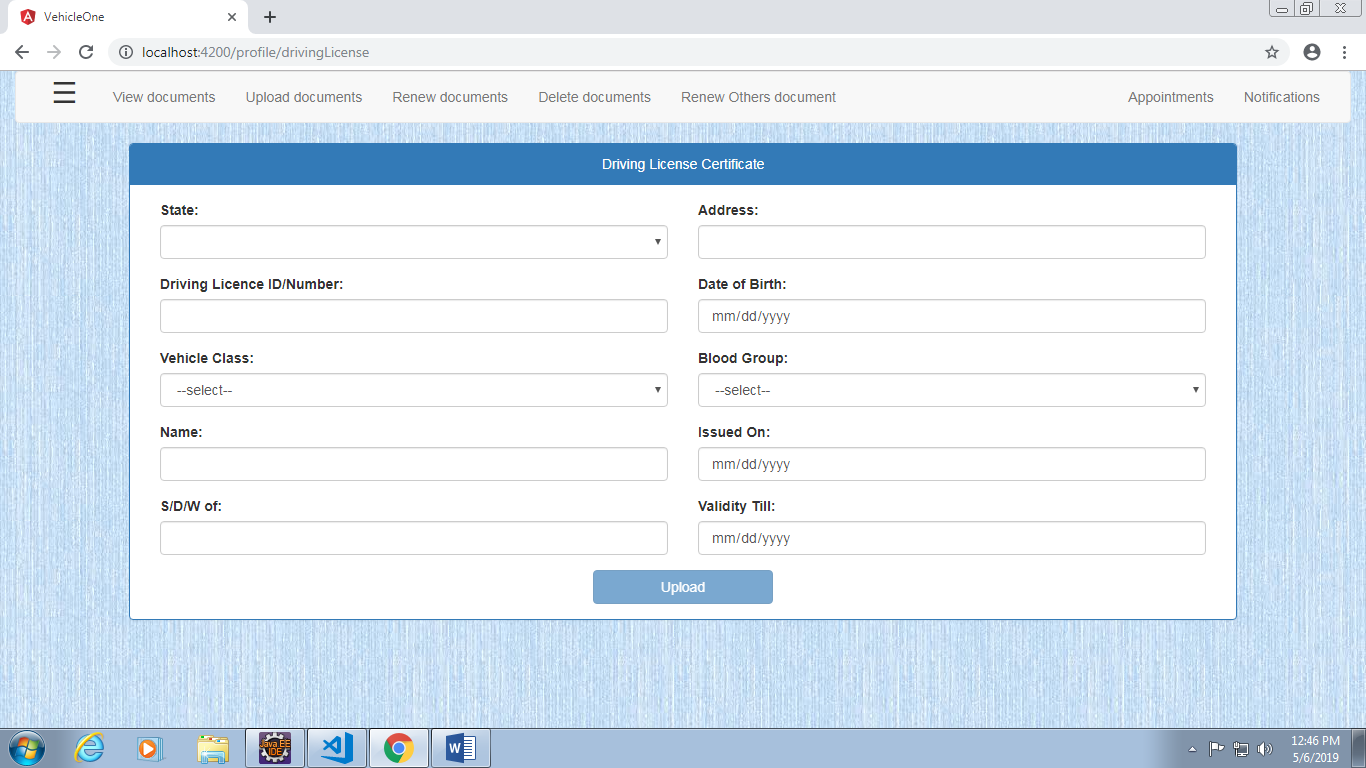 VehicleOne
localhost:4200/profile/drivingLicense
View documents Upload documents Renew documents Delete documents Renew Others document Appointments Notifications
Driving License Certificate
State: Address:
Driving Licence ID/Number: Date of Birth:
mm/dd/yyyy
Vehicle Class: Blood Group:
--select-- --select--
Name: Issued On:
mm/dd/yyyy
S/D/W of: Validity Till:
mm/dd/yyyy
Upload
Java EE
IDE
12:46 PM
5/6/2019